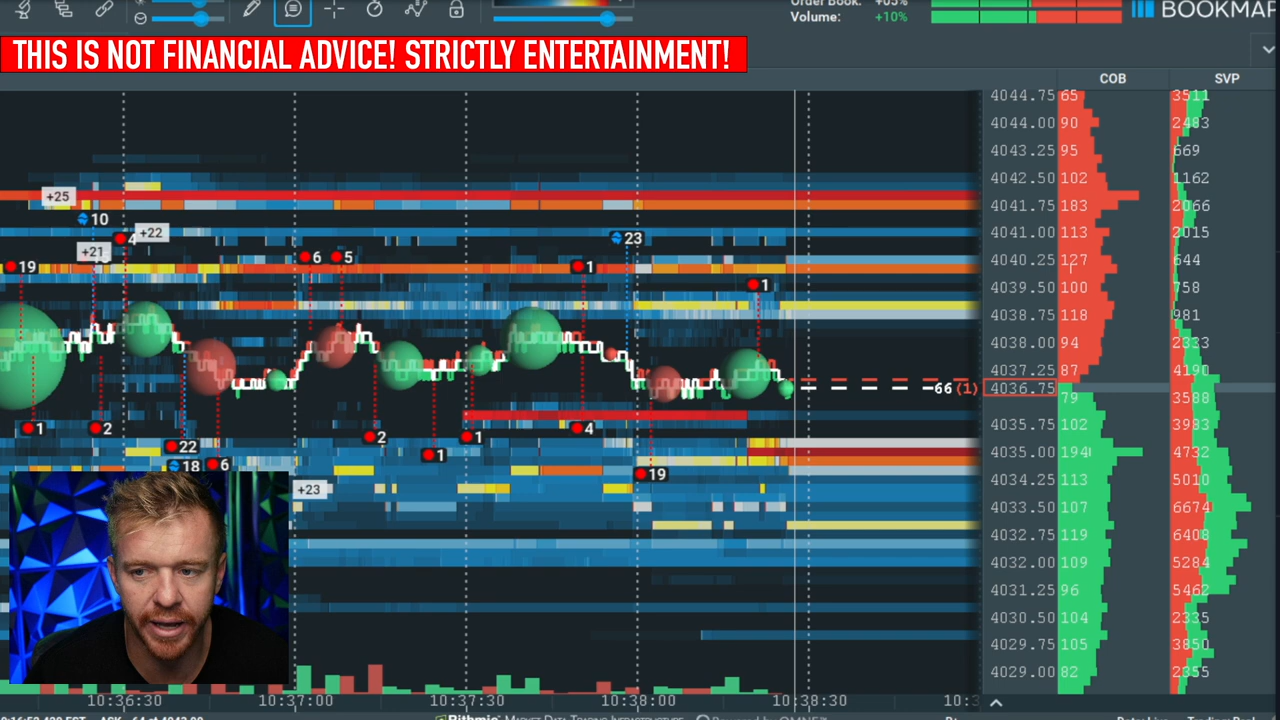 Order Book: +05%
Volume: +10%
BOOKMAP
THIS IS NOT FINANCIAL ADVICE! STRICTLY ENTERTAINMENT!
COB SVP
4044.75 65 3511
4044.00 90 2483
4043.25 95 669
4042.50 102 1162
4041.75 183 2066
4041.00 113 2015
4040.25 127 644
4039.50 100 758
4038.75 118 981
4038.00 94 2333
4037.25 87 4190
4036.75 79 3588
4035.75 102 3983
4035.00 194 4732
4034.25 113 5010
4033.50 107 6674
4032.75 119 6408
4032.00 109 5284
4031.25 96 5462
4030.50 104 2335
4029.75 105 3850
4029.00 82 2355
+25
10
4 +22
+21
19
6 5
23
1
1
66 (1)
1 2
22
18 6
2
1
1
4
19
+23
10:36:30 10:37:00 10:37:30 10:38:00 10:38:30 10:3